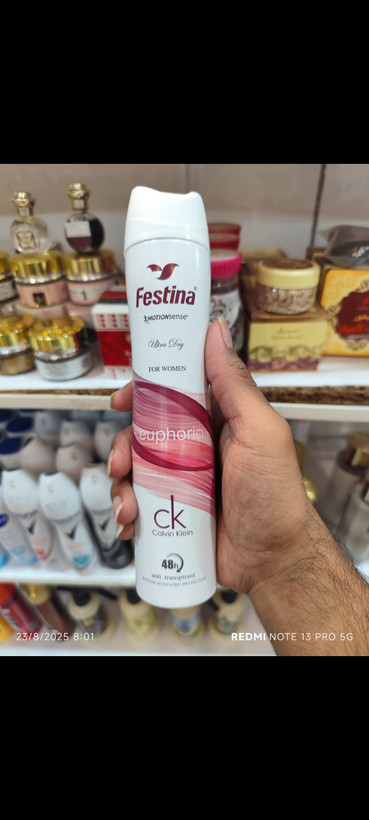 Festina®
MOTIONSENSE™
Ultra Dry
FOR WOMEN
euphoria
ck
Calvin Klein
48h
anti_transpirant
23/8/2025 8:01
REDMI NOTE 13 PRO 5G